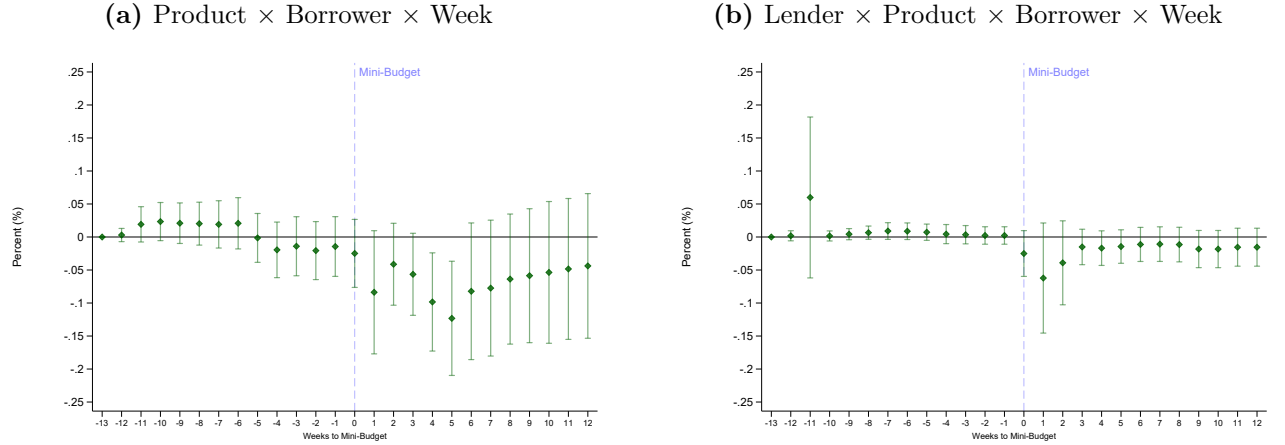 (a) Product × Borrower × Week
(b) Lender × Product × Borrower × Week
.25
.2
.15
.1
.05
0
-.05
-.1
-.15
-.2
-.25
Percent (%)
Mini-Budget
-13 -12 -11 -10 -9 -8 -7 -6 -5 -4 -3 -2 -1 0 1 2 3 4 5 6 7 8 9 10 11 12
Weeks to Mini-Budget
.25
.2
.15
.1
.05
0
-.05
-.1
-.15
-.2
-.25
Percent (%)
Mini-Budget
-13 -12 -11 -10 -9 -8 -7 -6 -5 -4 -3 -2 -1 0 1 2 3 4 5 6 7 8 9 10 11 12
Weeks to Mini-Budget